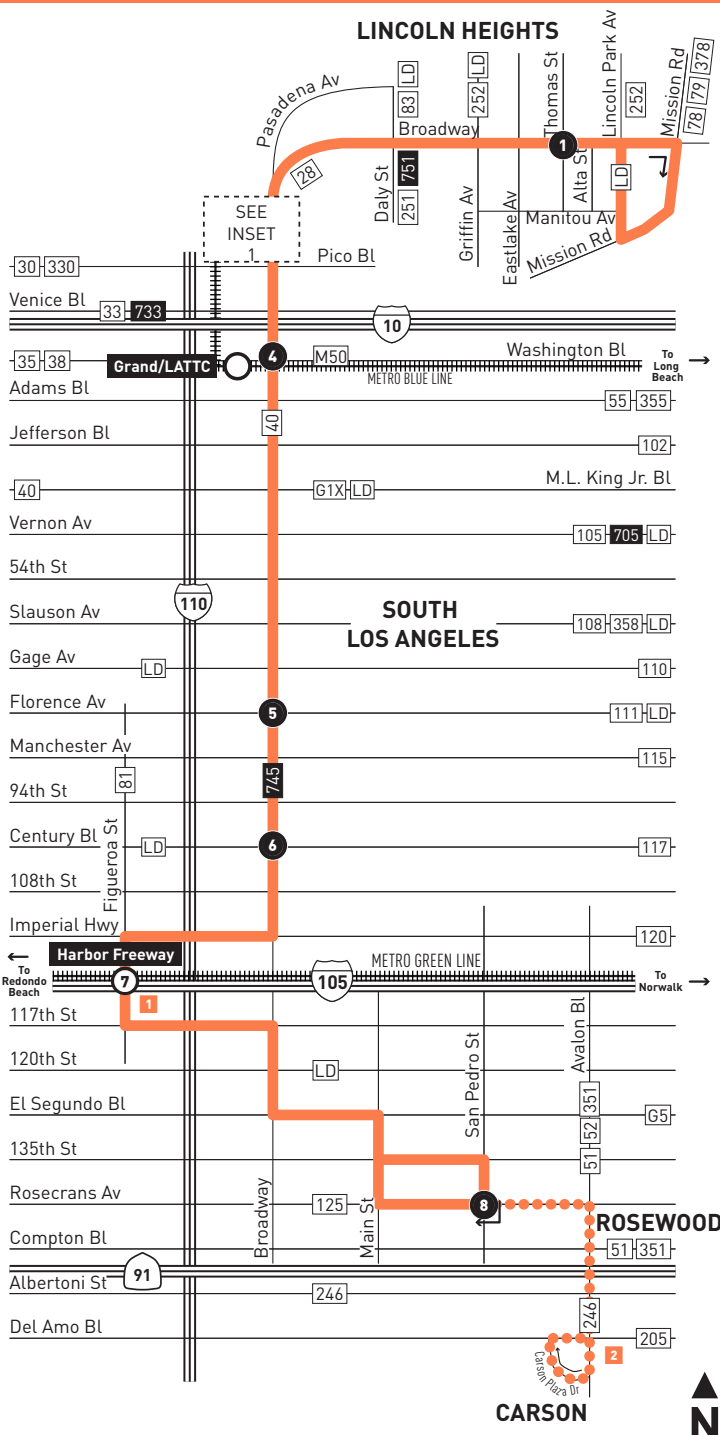 LINCOLN HEIGHTS
Pasadena Av
83 LD
252-LD
Thomas St
Lincoln Park Av
252
Mission Rd
78 79 378
Broadway
1
28
Daly St
251 751
Griffin Av
Eastlake Av
Alta St
LD
Manitou Av
Mission Rd
SEE
INSET
1
Pico Bl
30 330
Venice Bl
33 733
10
4
M50
Washington Bl
35 38
Grand/LATTC
METRO BLUE LINE
To
Long
Beach
Adams Bl
55 355
40
Jefferson Bl
102
M.L. King Jr. Bl
40
G1X LD
Vernon Av
105 705 LD
54th St
110
SOUTH
LOS ANGELES
Slauson Av
108 358 LD
Gage Av
LD
110
Florence Av
5
111 LD
Manchester Av
115
81
745
94th St
Century Bl
LD
6
117
Figueroa St
108th St
Imperial Hwy
120
Harbor Freeway
METRO GREEN LINE
To
Redondo
Beach
7
105
To
Norwalk
1
117th St
Avalon Bl
San Pedro St
120th St
LD
El Segundo Bl
G5
51 52 351
135th St
Rosecrans Av
125
8
Broadway
Main St
ROSEWOOD
Compton Bl
51 351
91
Albertoni St
246
246
Del Amo Bl
205
2
Carson Plaza Dr
CARSON
N